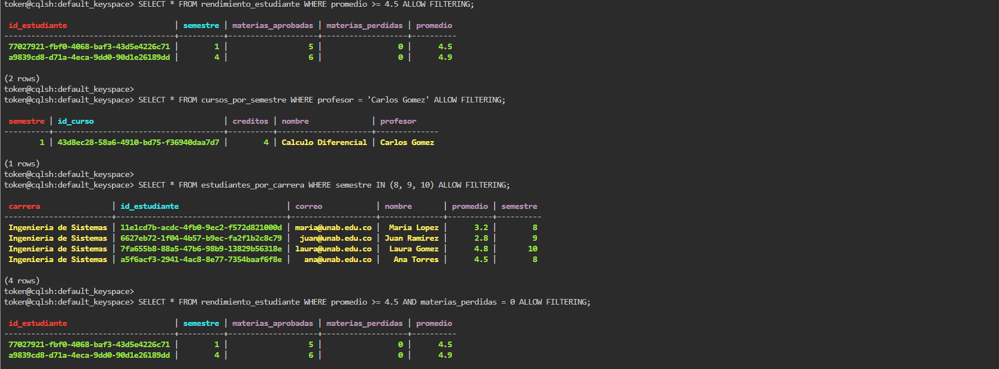 token@cqlsh:default_keyspace> SELECT * FROM rendimiento_estudiante WHERE promedio >= 4.5 ALLOW FILTERING;
id_estudiante | semestre | materias_aprobadas | materias_perdidas | promedio
--------------------------------------+----------+--------------------+-------------------+----------
77027921-fbf0-4068-baf3-43d5e4226c71 | 1 | 5 | 0 | 4.5
a9839cd8-d71a-4eca-9dd0-90d1e26189dd | 4 | 6 | 0 | 4.9
(2 rows)
token@cqlsh:default_keyspace>
token@cqlsh:default_keyspace> SELECT * FROM cursos_por_semestre WHERE profesor = 'Carlos Gomez' ALLOW FILTERING;
semestre | id_curso | creditos | nombre | profesor
----------+--------------------------------------+----------+---------------------+--------------
1 | 43d8ec28-58a6-4910-bd75-f36940daa7d7 | 4 | Calculo Diferencial | Carlos Gomez
(1 rows)
token@cqlsh:default_keyspace>
token@cqlsh:default_keyspace> SELECT * FROM estudiantes_por_carrera WHERE semestre IN (8, 9, 10) ALLOW FILTERING;
carrera | id_estudiante | correo | nombre | promedio | semestre
------------------------+--------------------------------------+-------------------+--------------+----------+----------
Ingenieria de Sistemas | 11e1cd7b-acdc-4fb0-9ec2-f572d821000d | maria@unab.edu.co | Maria Lopez | 3.2 | 8
Ingenieria de Sistemas | 6627eb72-1f04-4b57-b9ec-fa2f1b2c8c79 | juan@unab.edu.co | Juan Ramirez | 2.8 | 9
Ingenieria de Sistemas | 7fa655b8-88a5-47b6-98b9-13829b56318e | laura@unab.edu.co | Laura Gomez | 4.8 | 10
Ingenieria de Sistemas | a5f6acf3-2941-4ac8-8e77-7354baaf6f8e | ana@unab.edu.co | Ana Torres | 4.5 | 8
(4 rows)
token@cqlsh:default_keyspace>
token@cqlsh:default_keyspace> SELECT * FROM rendimiento_estudiante WHERE promedio >= 4.5 AND materias_perdidas = 0 ALLOW FILTERING;
id_estudiante | semestre | materias_aprobadas | materias_perdidas | promedio
--------------------------------------+----------+--------------------+-------------------+----------
77027921-fbf0-4068-baf3-43d5e4226c71 | 1 | 5 | 0 | 4.5
a9839cd8-d71a-4eca-9dd0-90d1e26189dd | 4 | 6 | 0 | 4.9